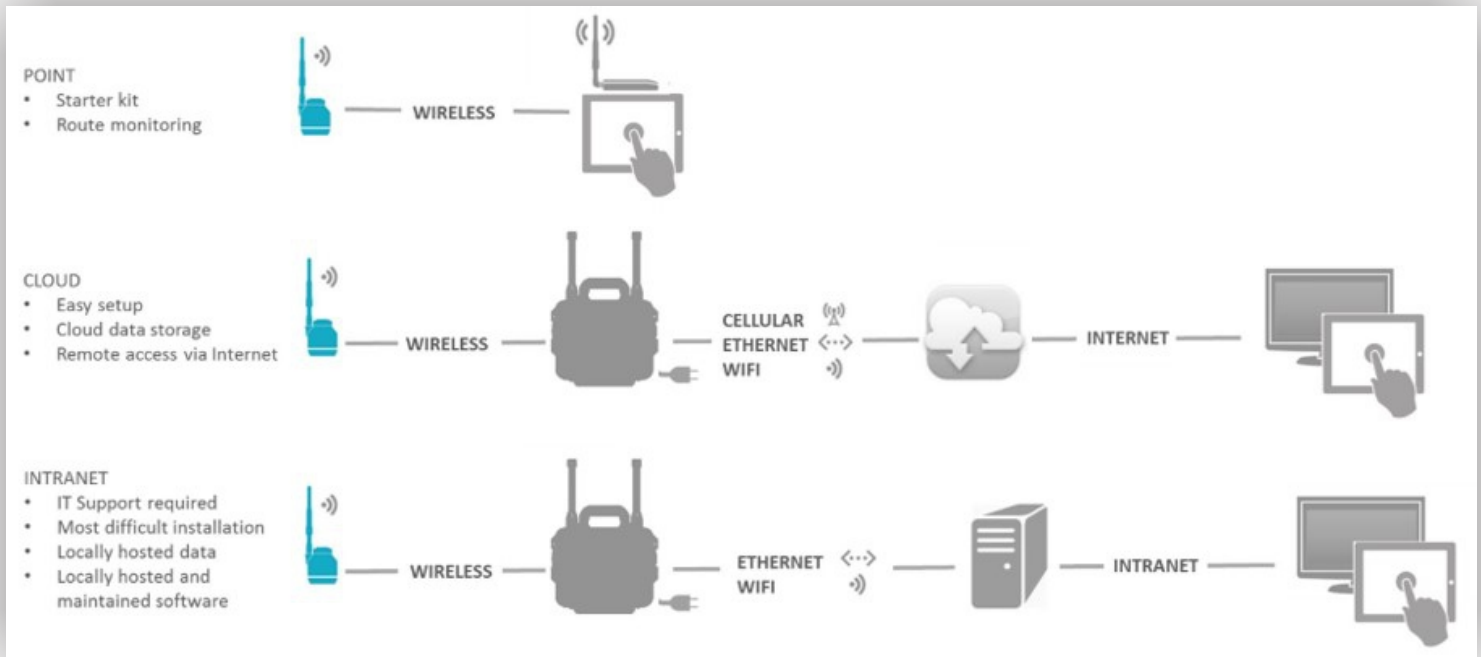 POINT
• Starter kit
• Route monitoring
WIRELESS
CLOUD
• Easy setup
• Cloud data storage
• Remote access via Internet
WIRELESS
CELLULAR
ETHERNET
WIFI
INTERNET
INTRANET
• IT Support required
• Most difficult installation
• Locally hosted data
• Locally hosted and
maintained software
WIRELESS
ETHERNET
WIFI
INTRANET